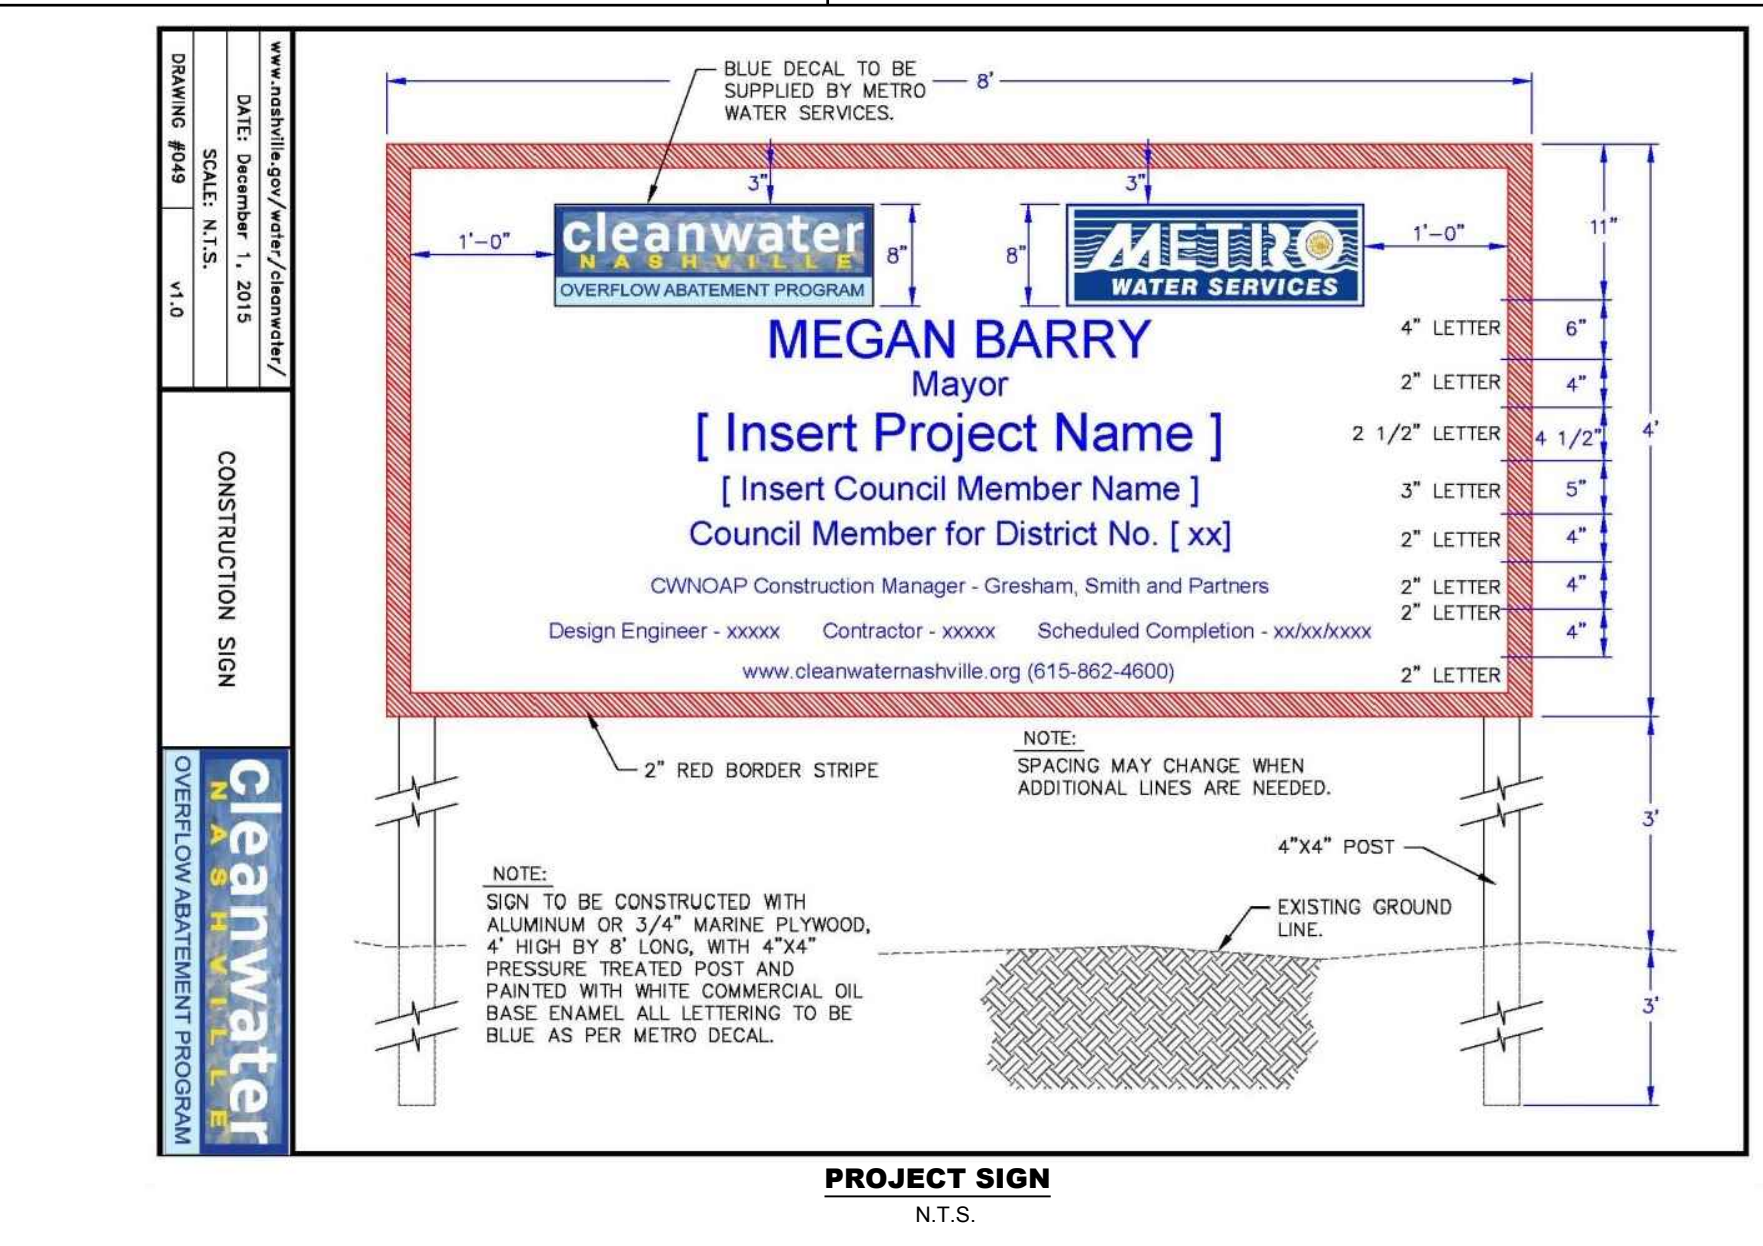 www.nashville.gov/water/cleanwater/
DATE: December 1, 2015
SCALE: N.T.S.
DRAWING #049
v1.0
CONSTRUCTION SIGN
cleanwater
NASHVILLE
OVERFLOW ABATEMENT PROGRAM
BLUE DECAL TO BE
SUPPLIED BY METRO
WATER SERVICES.
8'
3"
3"
1'-0"
cleanwater
NASHVILLE
OVERFLOW ABATEMENT PROGRAM
8"
8"
METRO
WATER SERVICES
1'-0"
11"
MEGAN BARRY
4" LETTER
6"
Mayor
2" LETTER
4"
[ Insert Project Name ]
2 1/2" LETTER
4 1/2"
4'
[ Insert Council Member Name ]
3" LETTER
5"
Council Member for District No. [ xx]
2" LETTER
4"
CWNOAP Construction Manager - Gresham, Smith and Partners
2" LETTER
4"
2" LETTER
Design Engineer - xxxxx Contractor - xxxxx Scheduled Completion - xx/xx/xxxx
4"
www.cleanwaternashville.org (615-862-4600)
2" LETTER
2" RED BORDER STRIPE
NOTE:
SPACING MAY CHANGE WHEN
ADDITIONAL LINES ARE NEEDED.
3'
4"X4" POST
NOTE:
SIGN TO BE CONSTRUCTED WITH
ALUMINUM OR 3/4" MARINE PLYWOOD,
4' HIGH BY 8' LONG, WITH 4"X4"
PRESSURE TREATED POST AND
PAINTED WITH WHITE COMMERCIAL OIL
BASE ENAMEL ALL LETTERING TO BE
BLUE AS PER METRO DECAL.
EXISTING GROUND
LINE.
3'
PROJECT SIGN
N.T.S.